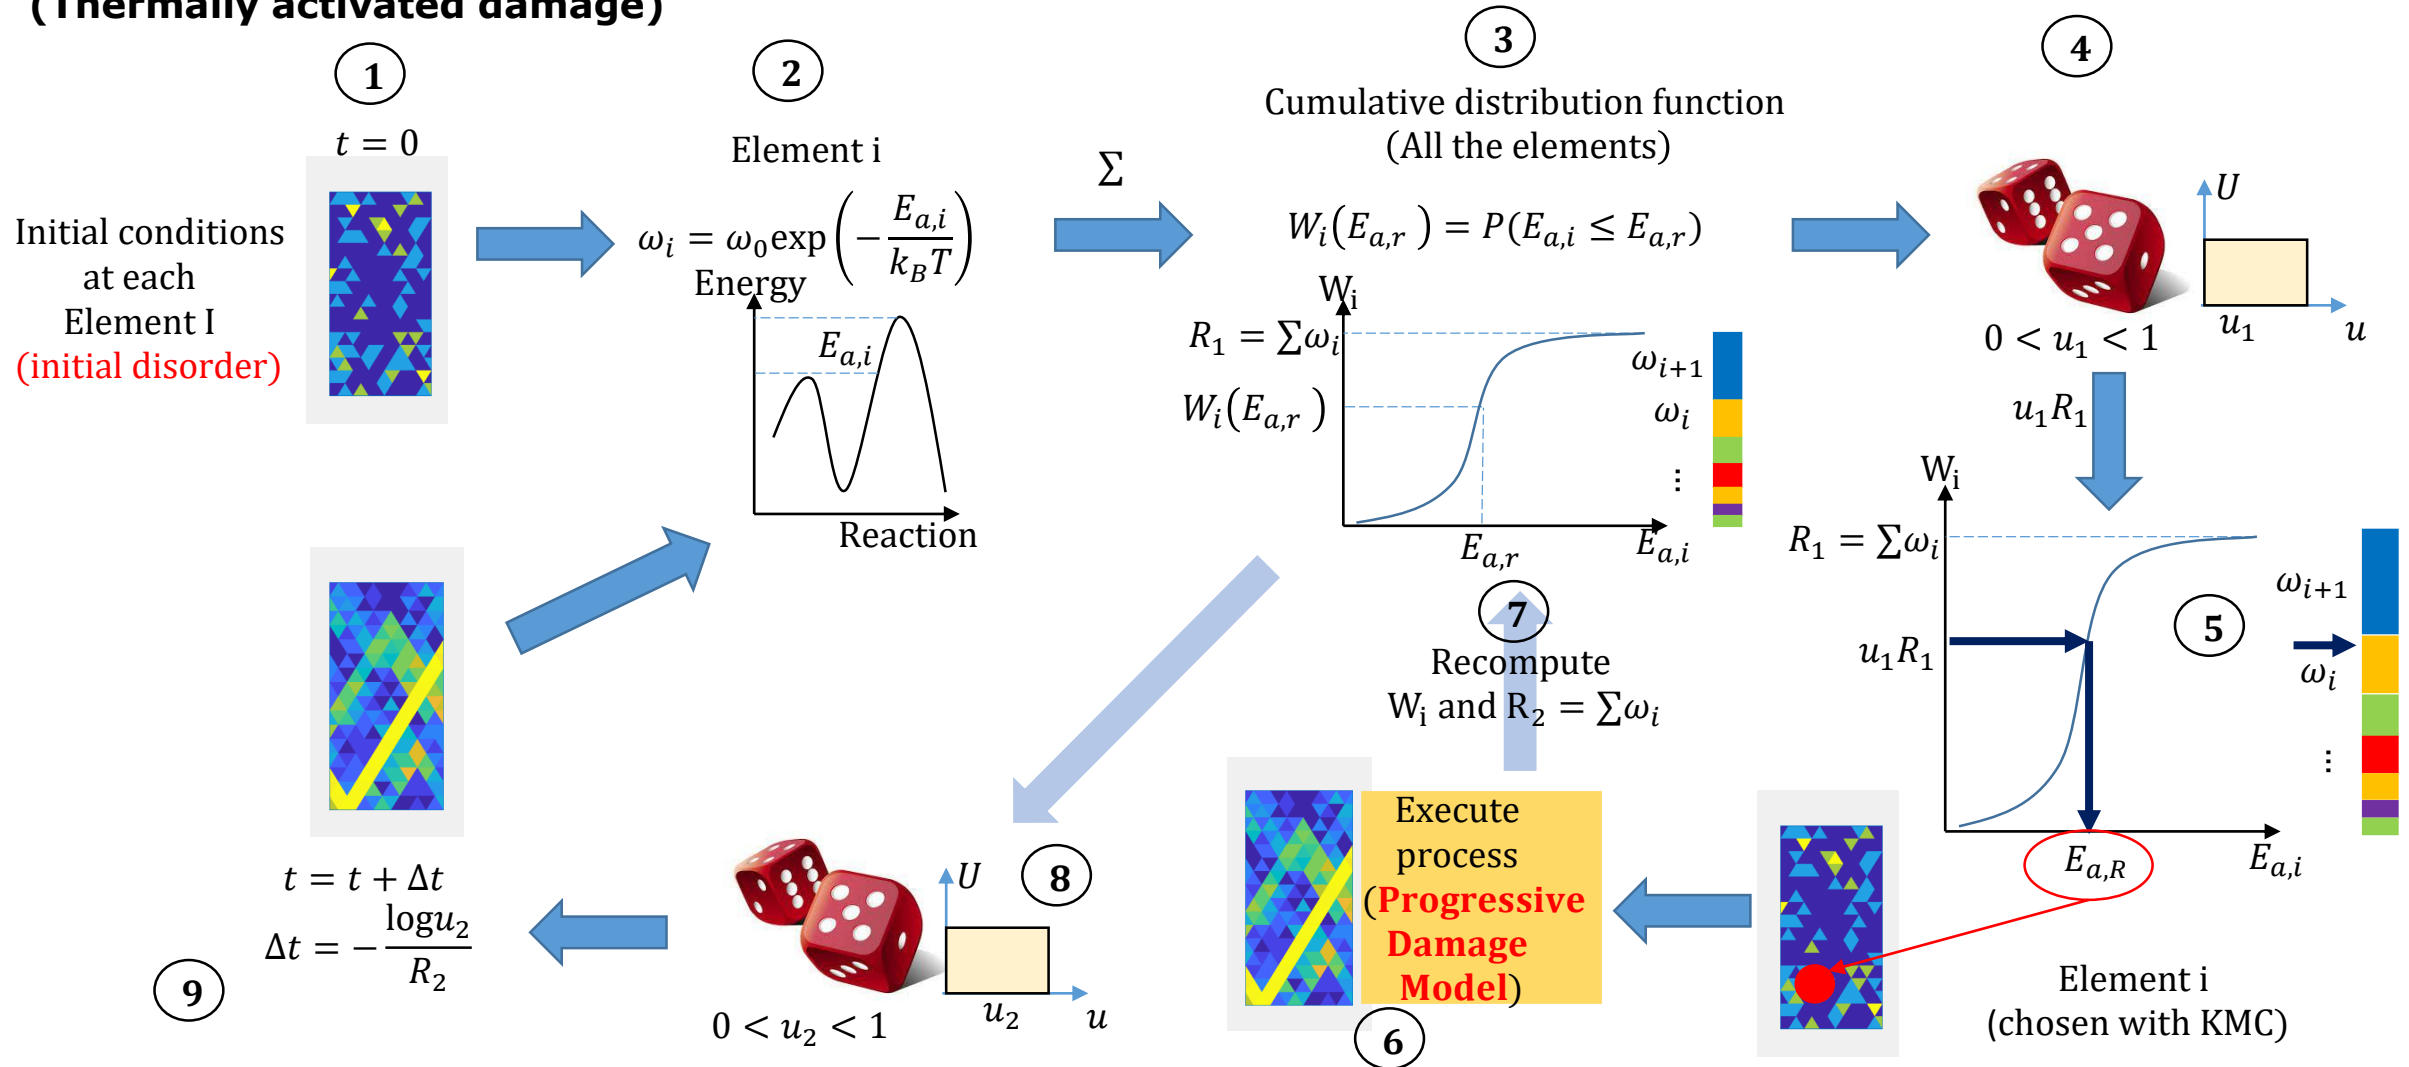 (Thermally activated damage)
1
t = 0
Initial conditions
at each
Element I
(initial disorder)
2
Element i
ω_i = ω_0 exp(−E_{a,i}/(k_B T))
Energy
E_{a,i}
Reaction
∑
3
Cumulative distribution function
(All the elements)
W_i(E_{a,r}) = P(E_{a,i} ≤ E_{a,r})
W_i
R_1 = ∑ω_i
W_i(E_{a,r})
E_{a,r}
E_{a,i}
ω_{i+1}
ω_i
⋮
4
U
u_1
u
0 < u_1 < 1
u_1R_1
W_i
R_1 = ∑ω_i
u_1R_1
5
ω_{i+1}
ω_i
⋮
E_{a,R}
E_{a,i}
Element i
(chosen with KMC)
Execute
process
(Progressive
Damage
Model)
6
7
Recompute
W_i and R_2 = ∑ω_i
8
U
u_2
u
0 < u_2 < 1
t = t + Δt
Δt = −logu_2/R_2
9